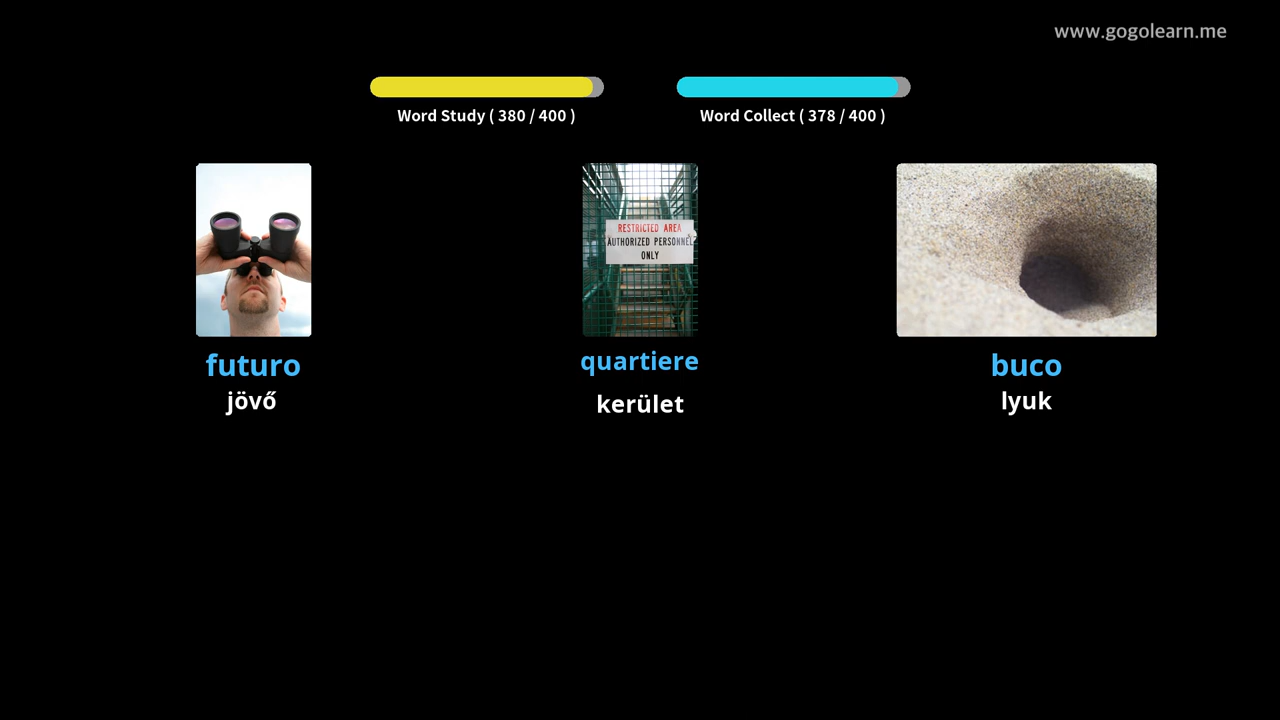 www.gogolearn.me
Word Study ( 380 / 400 )
Word Collect ( 378 / 400 )
RESTRICTED AREA
AUTHORIZED PERSONNEL
ONLY
futuro
jövő
quartiere
kerület
buco
lyuk